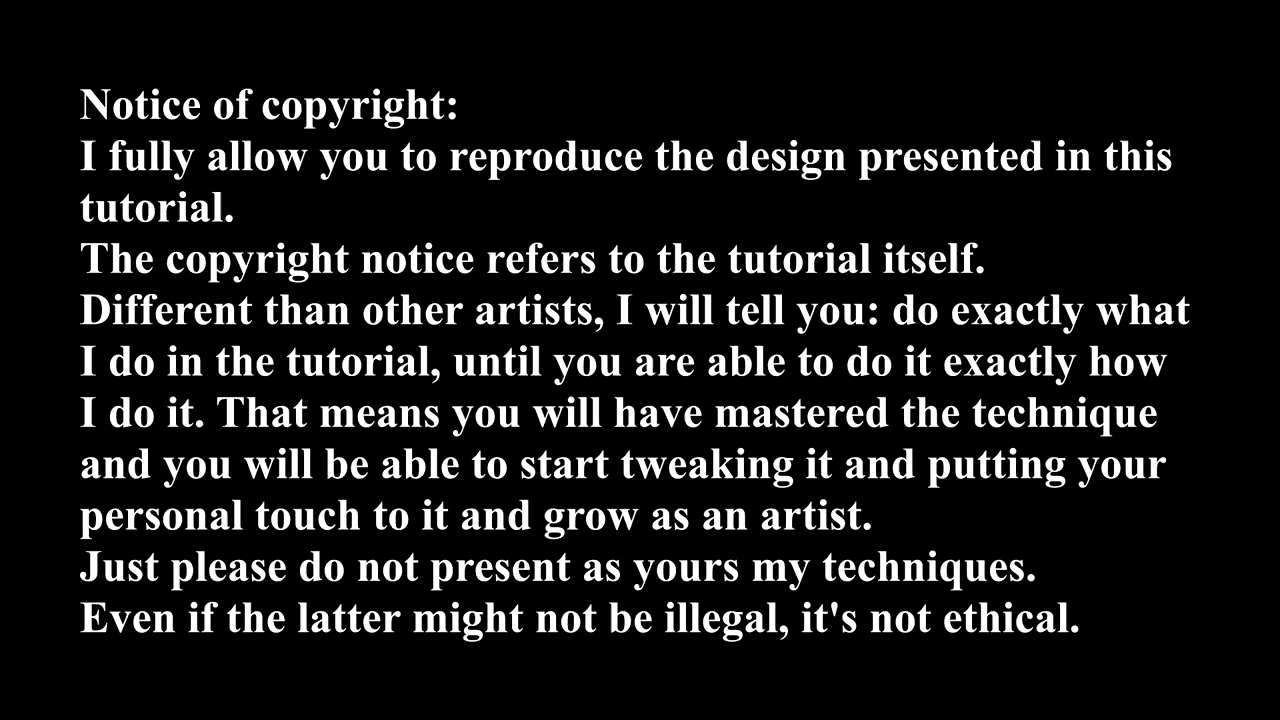 Notice of copyright:
I fully allow you to reproduce the design presented in this
tutorial.
The copyright notice refers to the tutorial itself.
Different than other artists, I will tell you: do exactly what
I do in the tutorial, until you are able to do it exactly how
I do it. That means you will have mastered the technique
and you will be able to start tweaking it and putting your
personal touch to it and grow as an artist.
Just please do not present as yours my techniques.
Even if the latter might not be illegal, it's not ethical.